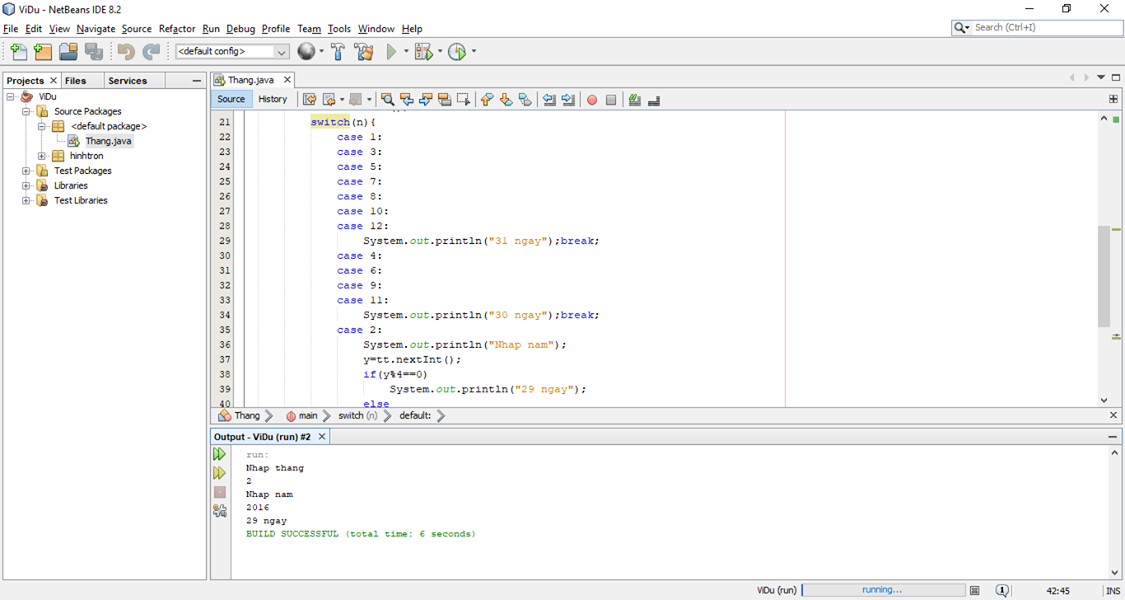 ViDu - NetBeans IDE 8.2
File Edit View Navigate Source Refactor Run Debug Profile Team Tools Window Help
Search (Ctrl+I)
<default config>
Projects Files Services
Thang.java
Source History
ViDu
Source Packages
<default package>
Thang.java
hinhtron
Test Packages
Libraries
Test Libraries
21 switch(n){
22 case 1:
23 case 3:
24 case 5:
25 case 7:
26 case 8:
27 case 10:
28 case 12:
29 System.out.println("31 ngay");break;
30 case 4:
31 case 6:
32 case 9:
33 case 11:
34 System.out.println("30 ngay");break;
35 case 2:
36 System.out.println("Nhap nam");
37 y=tt.nextInt();
38 if(y%4==0)
39 System.out.println("29 ngay");
40 else
Thang main switch (n) default:
Output - ViDu (run) #2
run:
Nhap thang
2
Nhap nam
2016
29 ngay
BUILD SUCCESSFUL (total time: 6 seconds)
ViDu (run) running... 1 42:45 INS